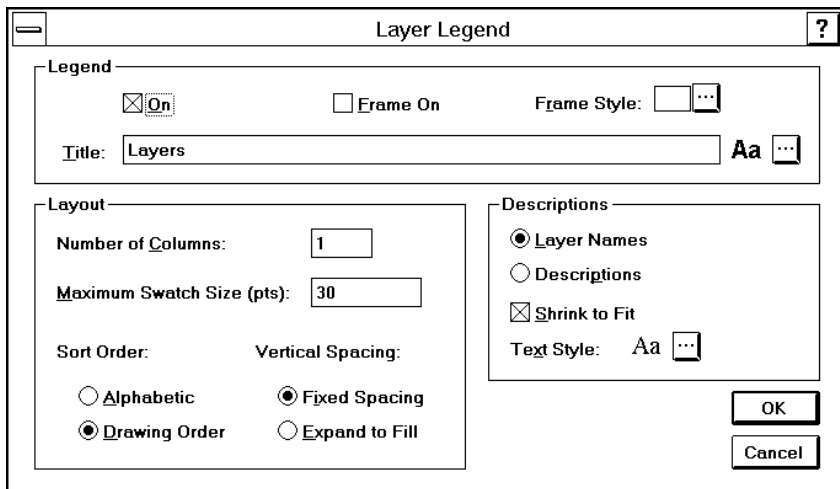 Layer Legend ?
Legend
On Frame On Frame Style: ...
Title: Layers Aa ...
Layout
Number of Columns: 1
Maximum Swatch Size (pts): 30
Sort Order: Vertical Spacing:
Alphabetic Fixed Spacing
Drawing Order Expand to Fill
Descriptions
Layer Names
Descriptions
Shrink to Fit
Text Style: Aa ...
OK
Cancel